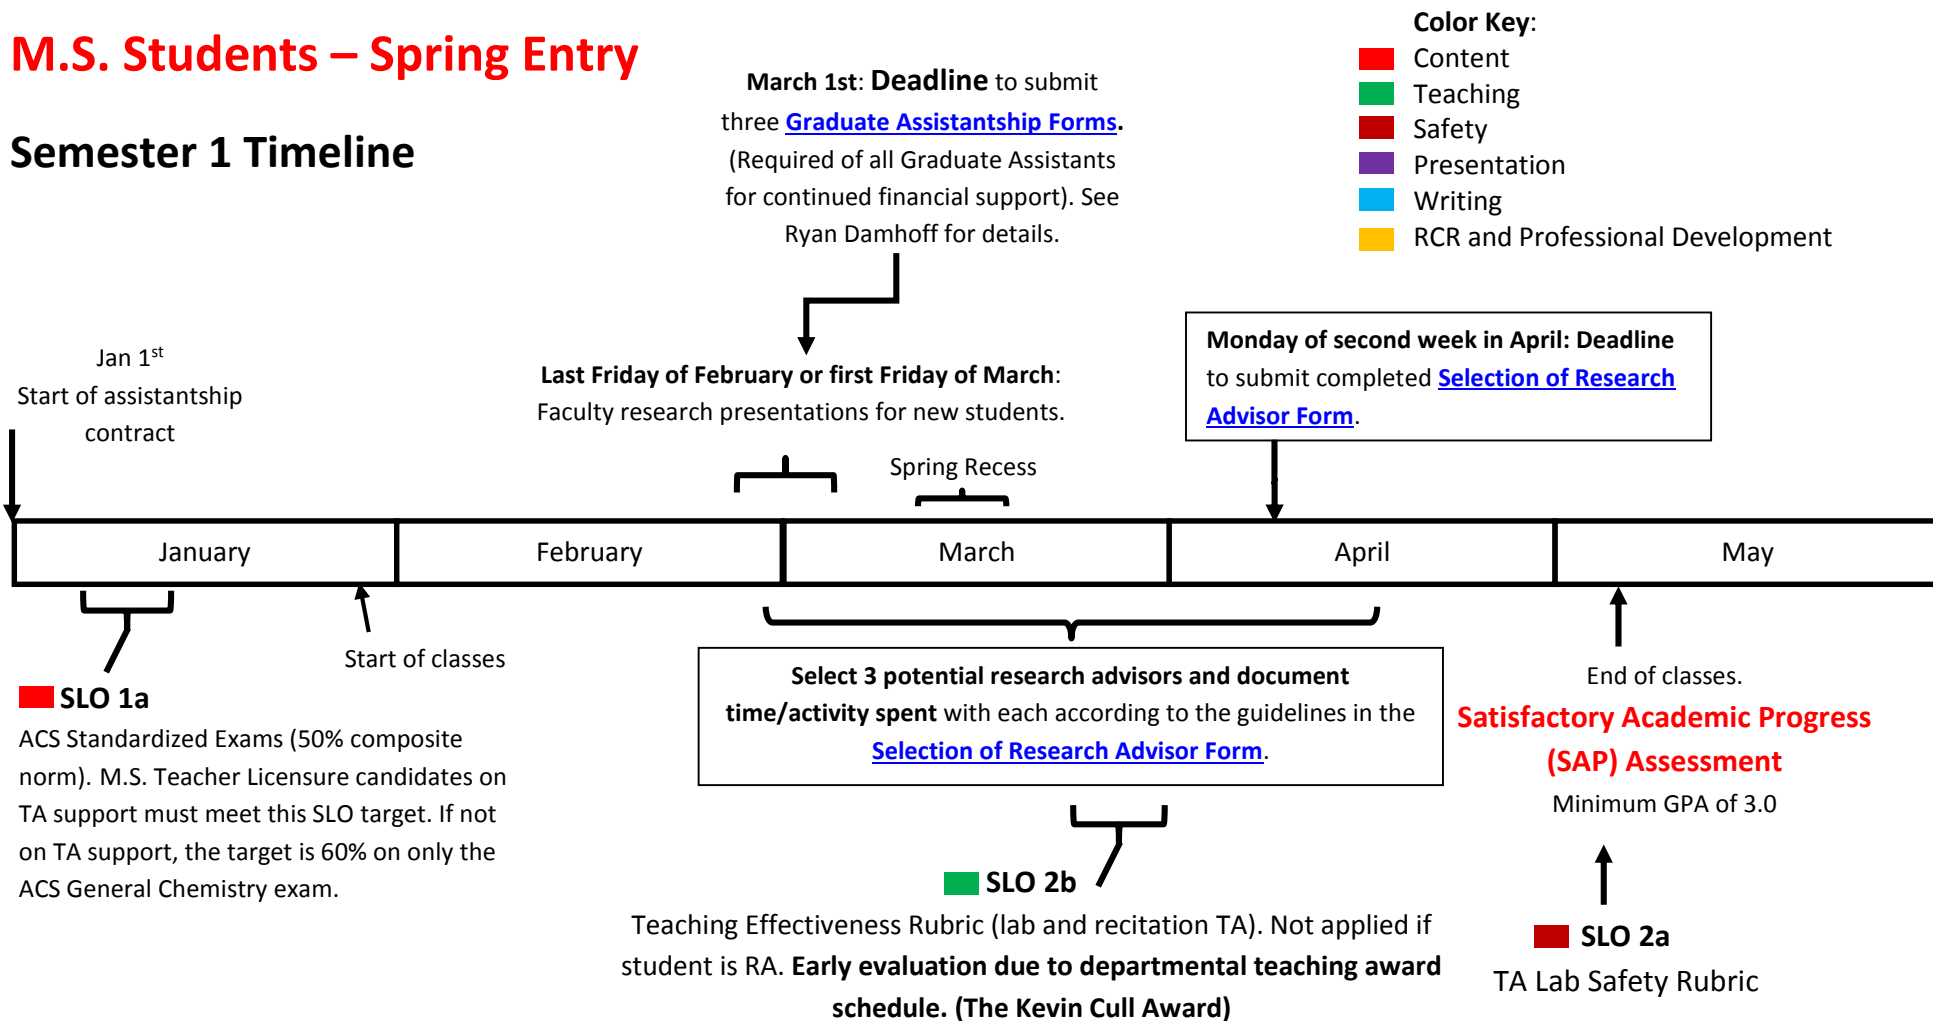 M.S. Students – Spring Entry
Semester 1 Timeline
March 1st: Deadline to submit
three Graduate Assistantship Forms.
(Required of all Graduate Assistants
for continued financial support). See
Ryan Damhoff for details.
Color Key:
Content
Teaching
Safety
Presentation
Writing
RCR and Professional Development
Jan 1st
Start of assistantship
contract
Last Friday of February or first Friday of March:
Faculty research presentations for new students.
Spring Recess
Monday of second week in April: Deadline
to submit completed Selection of Research
Advisor Form.
January
February
March
April
May
Start of classes
SLO 1a
ACS Standardized Exams (50% composite
norm). M.S. Teacher Licensure candidates on
TA support must meet this SLO target. If not
on TA support, the target is 60% on only the
ACS General Chemistry exam.
Select 3 potential research advisors and document
time/activity spent with each according to the guidelines in the
Selection of Research Advisor Form.
SLO 2b
Teaching Effectiveness Rubric (lab and recitation TA). Not applied if
student is RA. Early evaluation due to departmental teaching award
schedule. (The Kevin Cull Award)
End of classes.
Satisfactory Academic Progress
(SAP) Assessment
Minimum GPA of 3.0
SLO 2a
TA Lab Safety Rubric